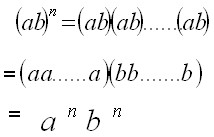 (ab)ⁿ = (ab)(ab)......(ab)
= (aa......a)(bb.......b)
= a ⁿ b ⁿ